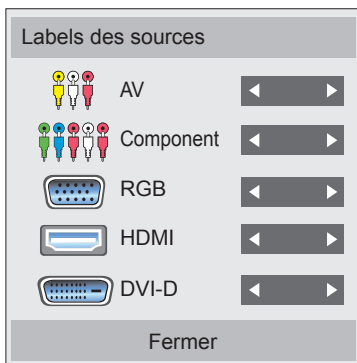 Labels des sources
AV
Component
RGB
HDMI
DVI-D
Fermer